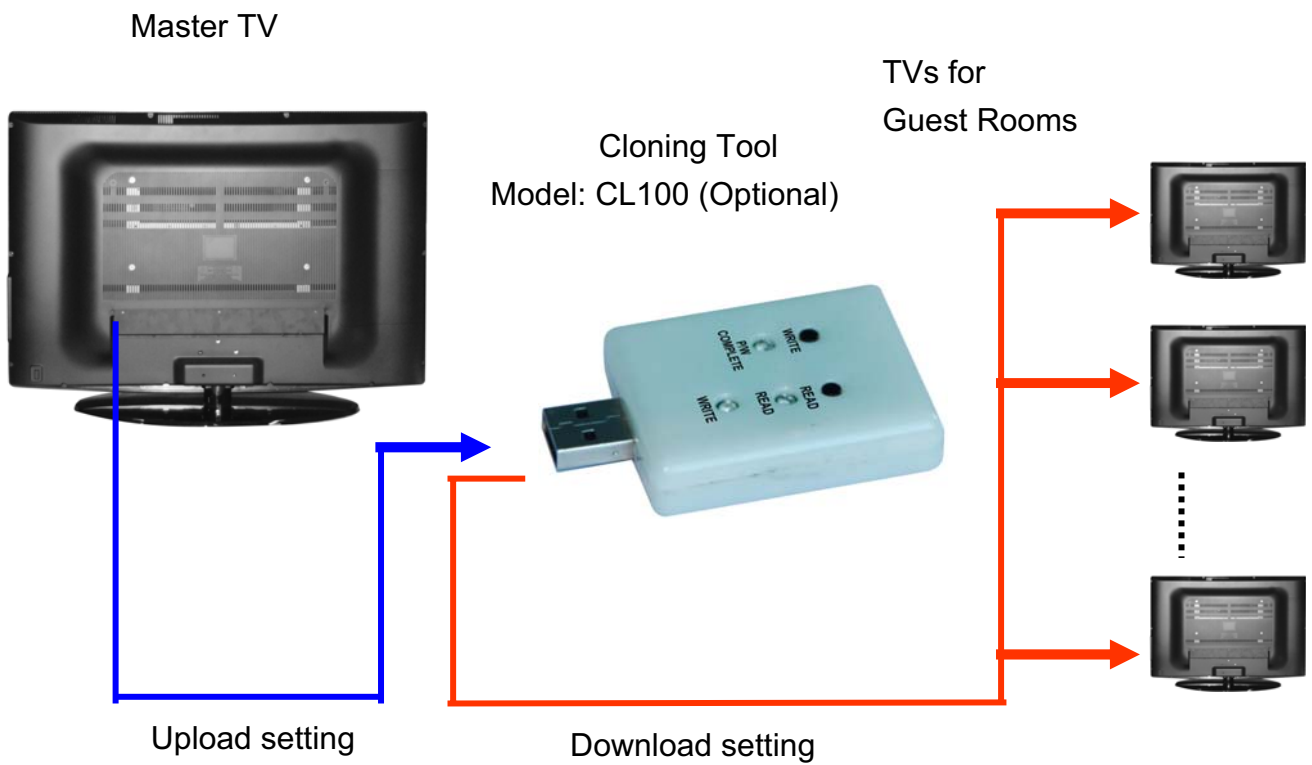 Master TV
TVs for
Guest Rooms
Cloning Tool
Model: CL100 (Optional)
WRITE
P/W
COMPLETE
READ
READ
WRITE
Upload setting
Download setting